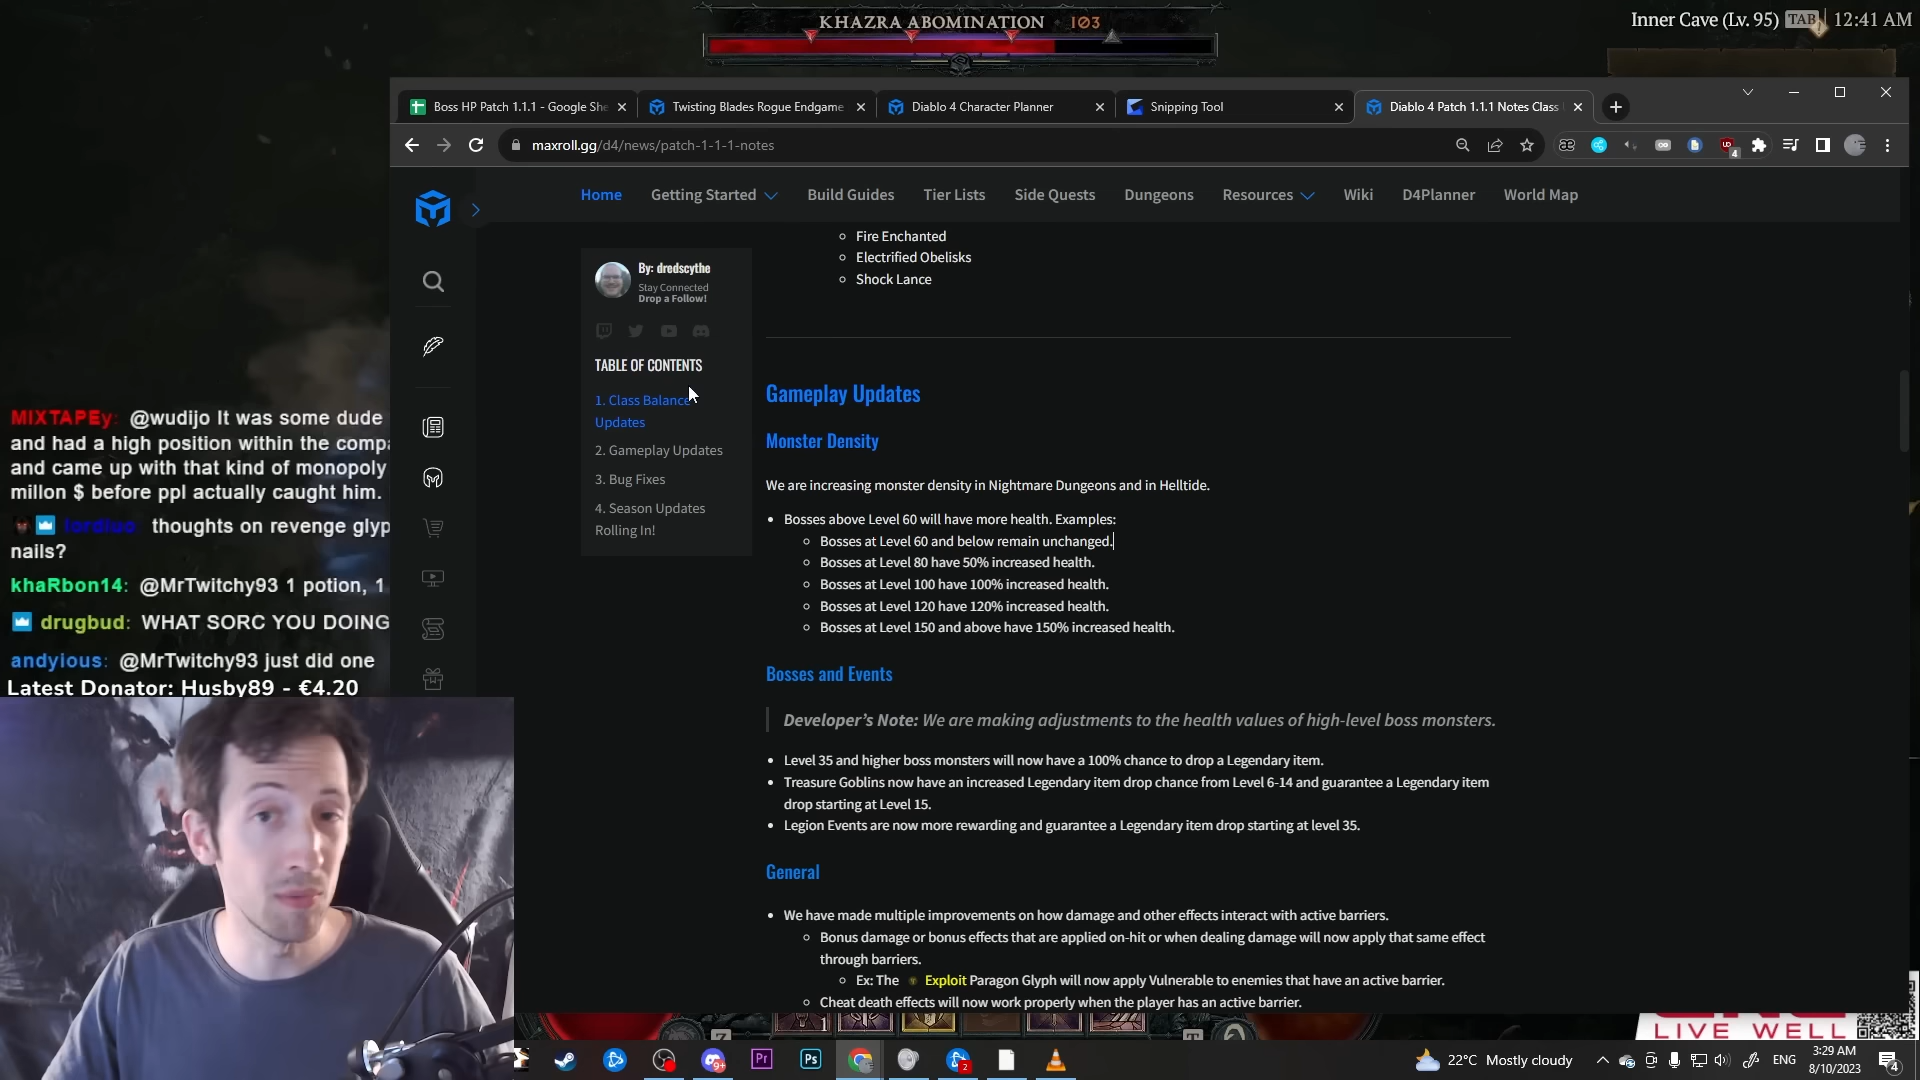 KHAZRA ABOMINATION 103
Inner Cave (Lv. 95) TAB 12:41 AM
Boss HP Patch 1.1.1 - Google She
Twisting Blades Rogue Endgame
Diablo 4 Character Planner
Snipping Tool
Diablo 4 Patch 1.1.1 Notes Class
maxroll.gg/d4/news/patch-1-1-1-notes
Home Getting Started Build Guides Tier Lists Side Quests Dungeons Resources Wiki D4Planner World Map
By: dredscythe
Stay Connected
Drop a Follow!
TABLE OF CONTENTS
1. Class Balance
Updates
2. Gameplay Updates
3. Bug Fixes
4. Season Updates
Rolling In!
Fire Enchanted
Electrified Obelisks
Shock Lance
Gameplay Updates
Monster Density
We are increasing monster density in Nightmare Dungeons and in Helltide.
Bosses above Level 60 will have more health. Examples:
Bosses at Level 60 and below remain unchanged.
Bosses at Level 80 have 50% increased health.
Bosses at Level 100 have 100% increased health.
Bosses at Level 120 have 120% increased health.
Bosses at Level 150 and above have 150% increased health.
Bosses and Events
Developer's Note: We are making adjustments to the health values of high-level boss monsters.
Level 35 and higher boss monsters will now have a 100% chance to drop a Legendary item.
Treasure Goblins now have an increased Legendary item drop chance from Level 6-14 and guarantee a Legendary item
drop starting at Level 15.
Legion Events are now more rewarding and guarantee a Legendary item drop starting at level 35.
General
We have made multiple improvements on how damage and other effects interact with active barriers.
Bonus damage or bonus effects that are applied on-hit or when dealing damage will now apply that same effect
through barriers.
Ex: The Exploit Paragon Glyph will now apply Vulnerable to enemies that have an active barrier.
Cheat death effects will now work properly when the player has an active barrier.
MIXTAPEy: @wudijo It was some dude
and had a high position within the compa
and came up with that kind of monopoly
millon $ before ppl actually caught him.
thoughts on revenge glyp
nails?
khaRbon14: @MrTwitchy93 1 potion, 1
drugbud: WHAT SORC YOU DOING
andyious: @MrTwitchy93 just did one
Latest Donator: Husby89 - €4.20
LIVE WELL
22°C Mostly cloudy
ENG
3:29 AM
8/10/2023